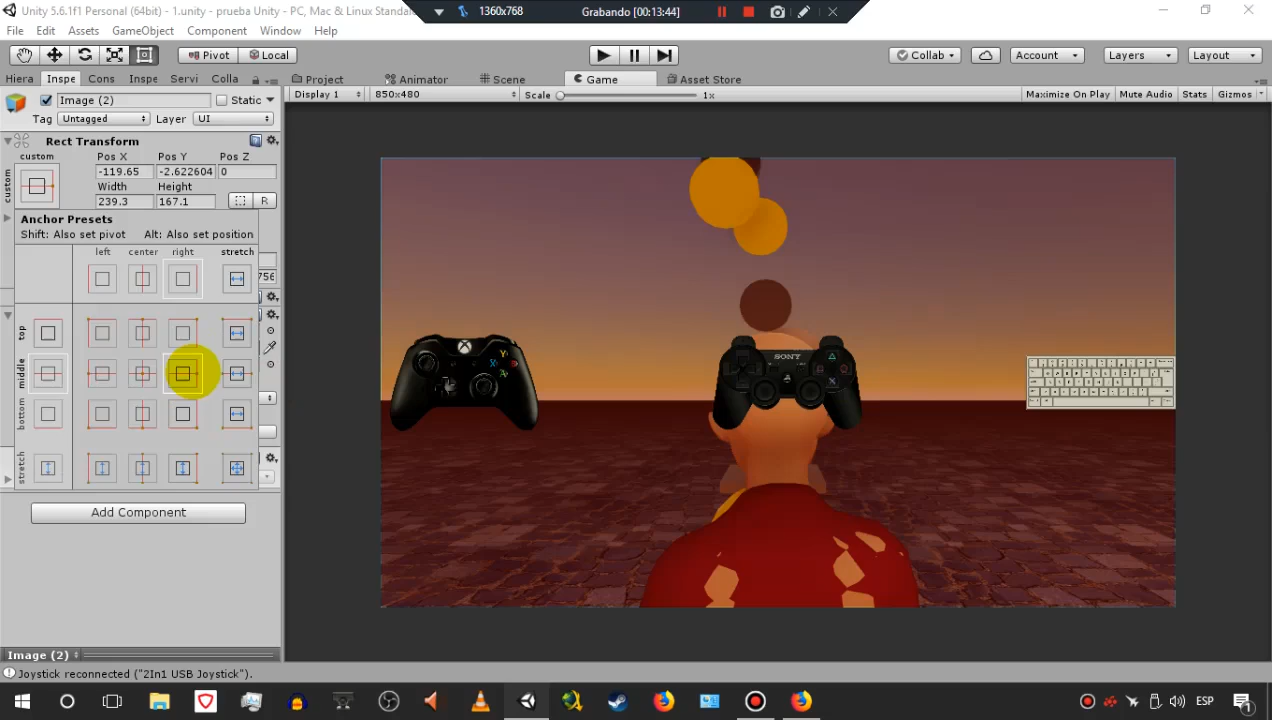 Unity 5.6.1f1 Personal (64bit) - 1.unity - prueba Unity - PC, Mac & Linux Standalo
1360x768
Grabando [00:13:44]
File Edit Assets GameObject Component Window Help
Pivot Local
Collab Account Layers Layout
Hiera Inspe Cons Inspe Servi Colla
Project Animator Scene Game Asset Store
Image (2) Static
Display 1 850x480 Scale 1x Maximize On Play Mute Audio Stats Gizmos
Tag Untagged Layer UI
Rect Transform
custom
custom
Pos X Pos Y Pos Z
-119.65 -2.622604 0
Width Height
239.3 167.1 R
Anchor Presets
Shift: Also set pivot Alt: Also set position
left center right stretch
756
top
middle
bottom
stretch
SONY
Add Component
Image (2)
Joystick reconnected ("2In1 USB Joystick").
ESP
1